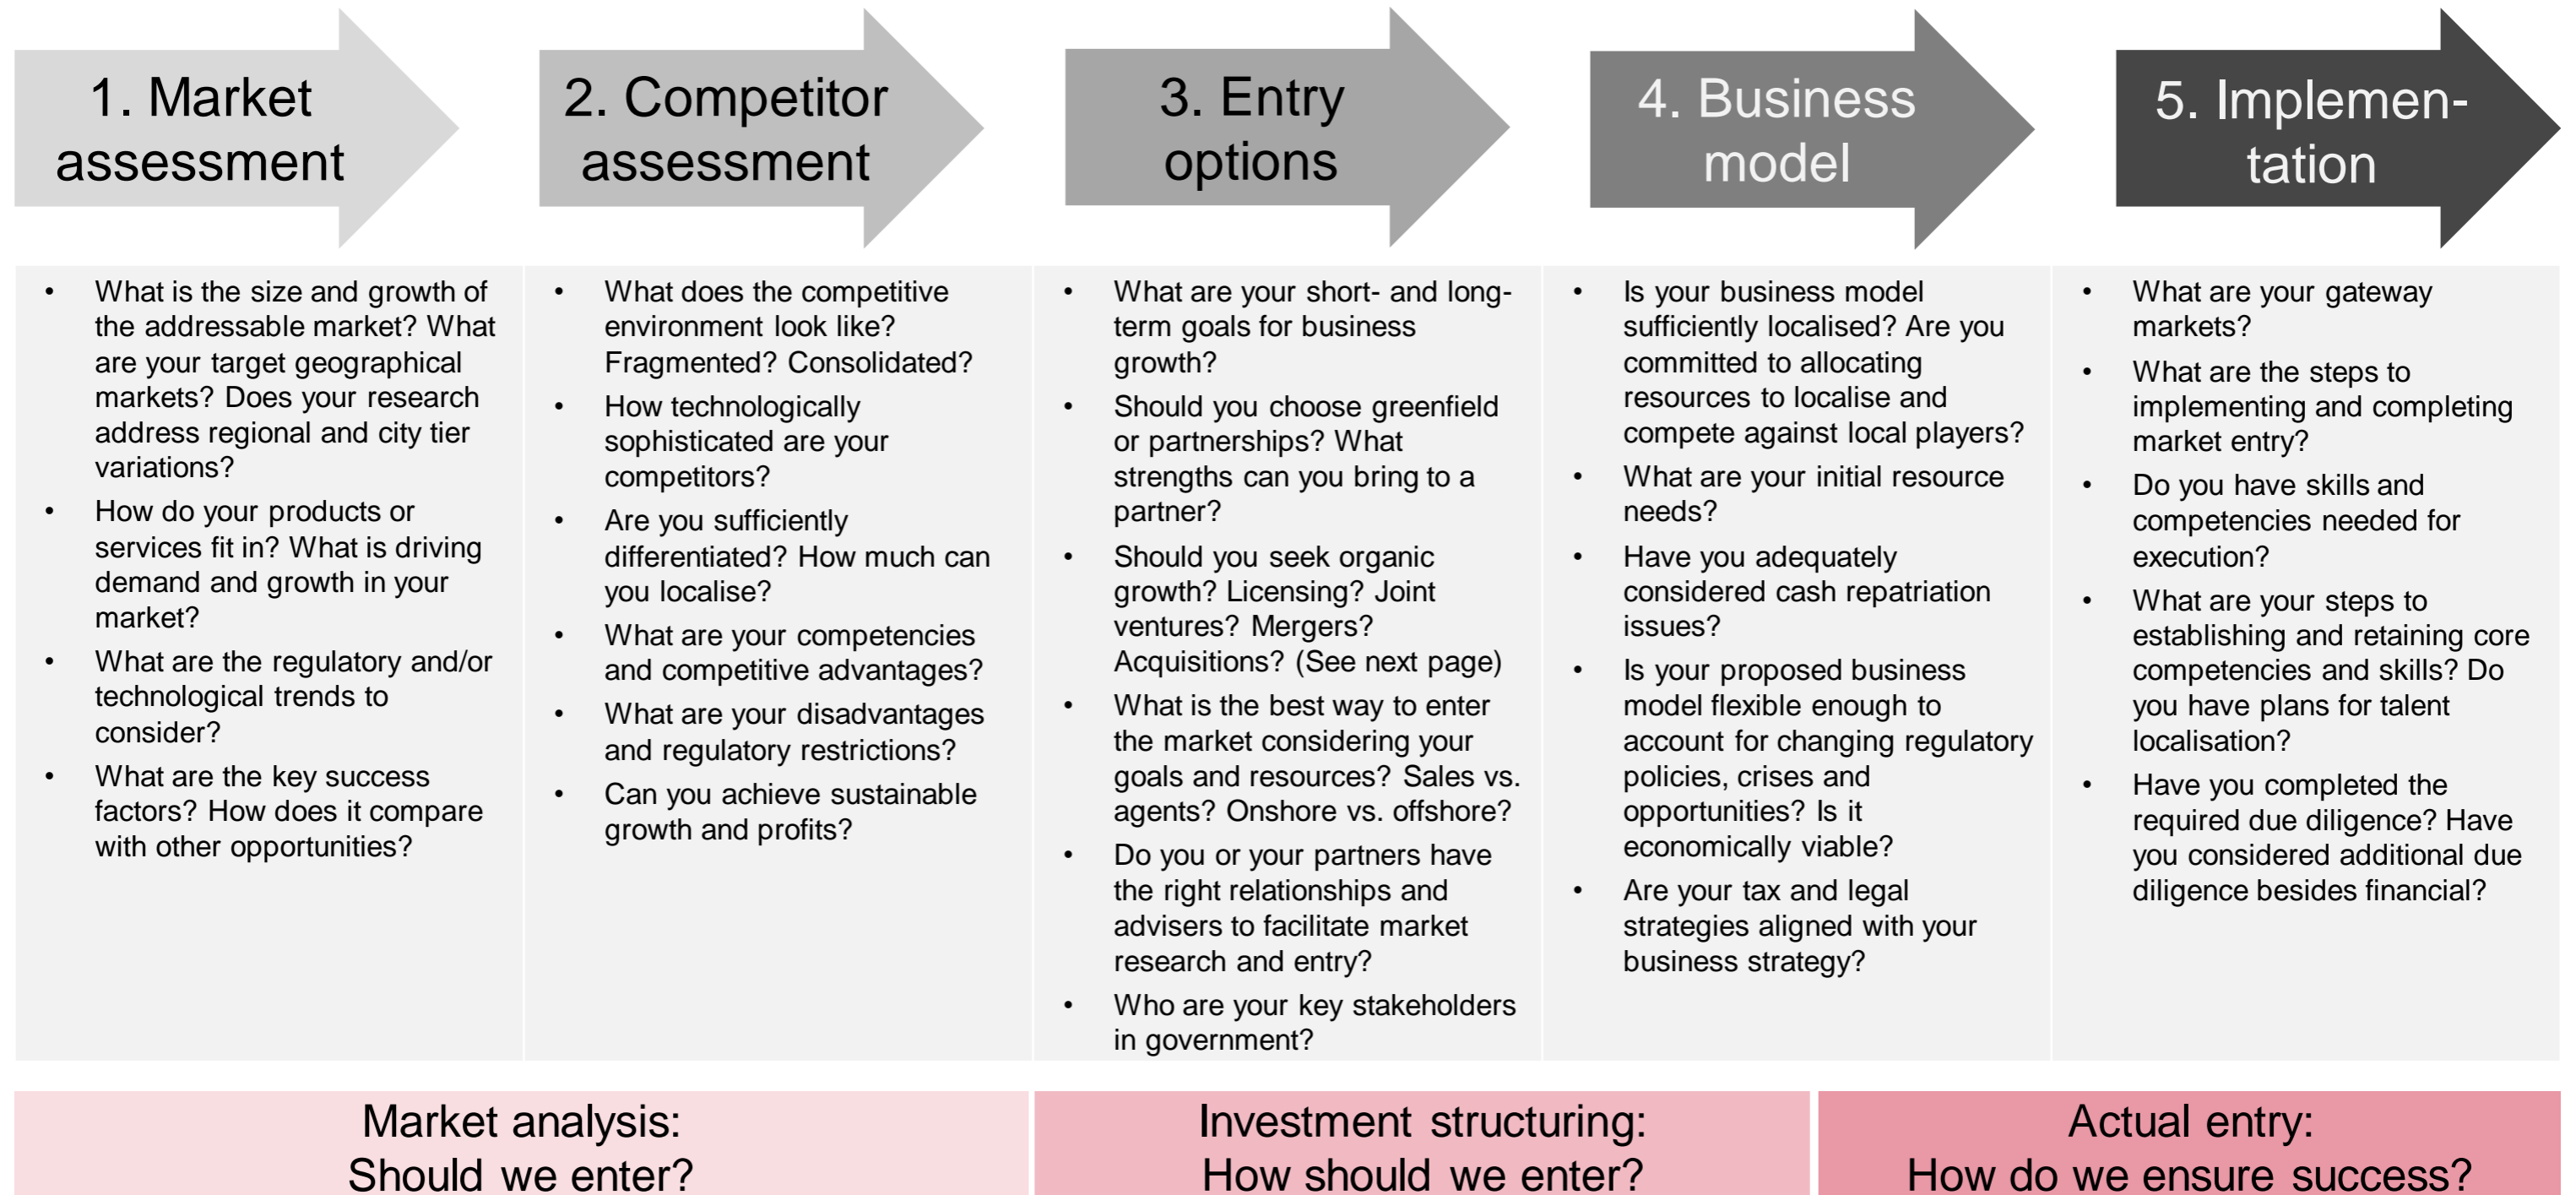 1. Market
assessment
2. Competitor
assessment
3. Entry
options
4. Business
model
5. Implemen-
tation
• What is the size and growth of
the addressable market? What
are your target geographical
markets? Does your research
address regional and city tier
variations?
• How do your products or
services fit in? What is driving
demand and growth in your
market?
• What are the regulatory and/or
technological trends to
consider?
• What are the key success
factors? How does it compare
with other opportunities?
• What does the competitive
environment look like?
Fragmented? Consolidated?
• How technologically
sophisticated are your
competitors?
• Are you sufficiently
differentiated? How much can
you localise?
• What are your competencies
and competitive advantages?
• What are your disadvantages
and regulatory restrictions?
• Can you achieve sustainable
growth and profits?
• What are your short- and long-
term goals for business
growth?
• Should you choose greenfield
or partnerships? What
strengths can you bring to a
partner?
• Should you seek organic
growth? Licensing? Joint
ventures? Mergers?
Acquisitions? (See next page)
• What is the best way to enter
the market considering your
goals and resources? Sales vs.
agents? Onshore vs. offshore?
• Do you or your partners have
the right relationships and
advisers to facilitate market
research and entry?
• Who are your key stakeholders
in government?
• Is your business model
sufficiently localised? Are you
committed to allocating
resources to localise and
compete against local players?
• What are your initial resource
needs?
• Have you adequately
considered cash repatriation
issues?
• Is your proposed business
model flexible enough to
account for changing regulatory
policies, crises and
opportunities? Is it
economically viable?
• Are your tax and legal
strategies aligned with your
business strategy?
• What are your gateway
markets?
• What are the steps to
implementing and completing
market entry?
• Do you have skills and
competencies needed for
execution?
• What are your steps to
establishing and retaining core
competencies and skills? Do
you have plans for talent
localisation?
• Have you completed the
required due diligence? Have
you considered additional due
diligence besides financial?
Market analysis:
Should we enter?
Investment structuring:
How should we enter?
Actual entry:
How do we ensure success?